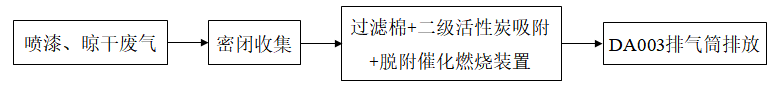 喷漆、晾干废气
密闭收集
过滤棉+二级活性炭吸附
+脱附催化燃烧装置
DA003排气筒排放